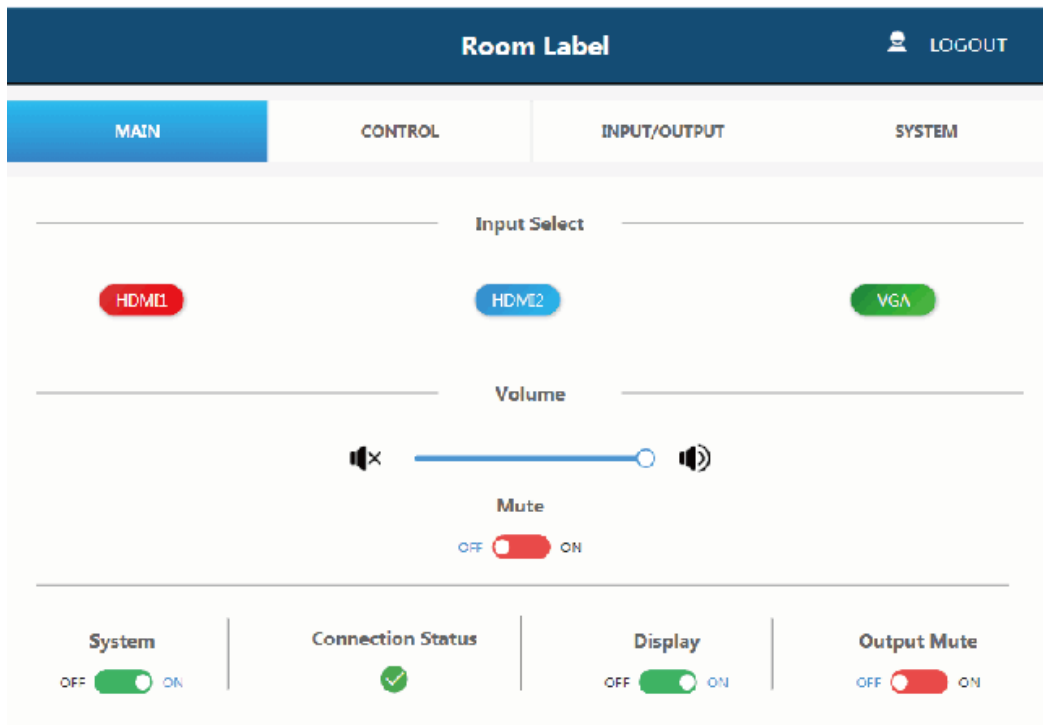 Room Label
LOGOUT
MAIN CONTROL INPUT/OUTPUT SYSTEM
Input Select
HDMI1 HDMI2 VGA
Volume
Mute
OFF ON
System Connection Status Display Output Mute
OFF ON OFF ON OFF ON